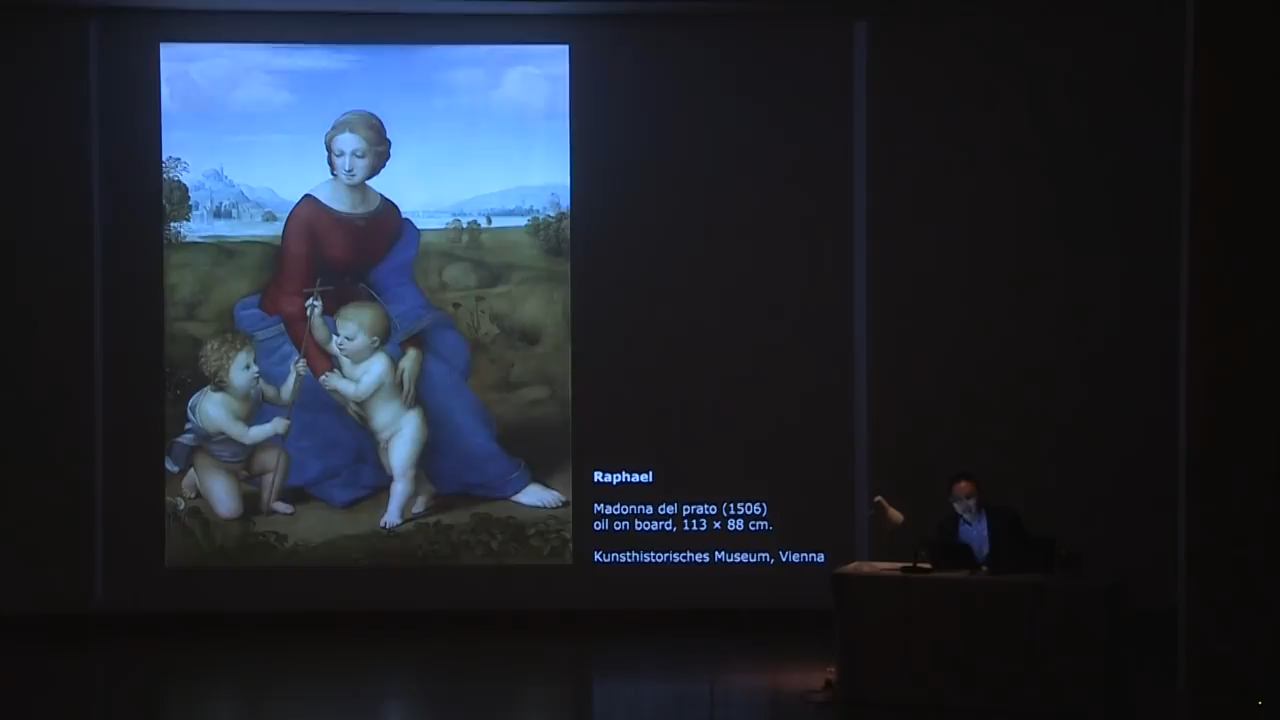 Raphael
Madonna del prato (1506)
oil on board, 113 × 88 cm.
Kunsthistorisches Museum, Vienna